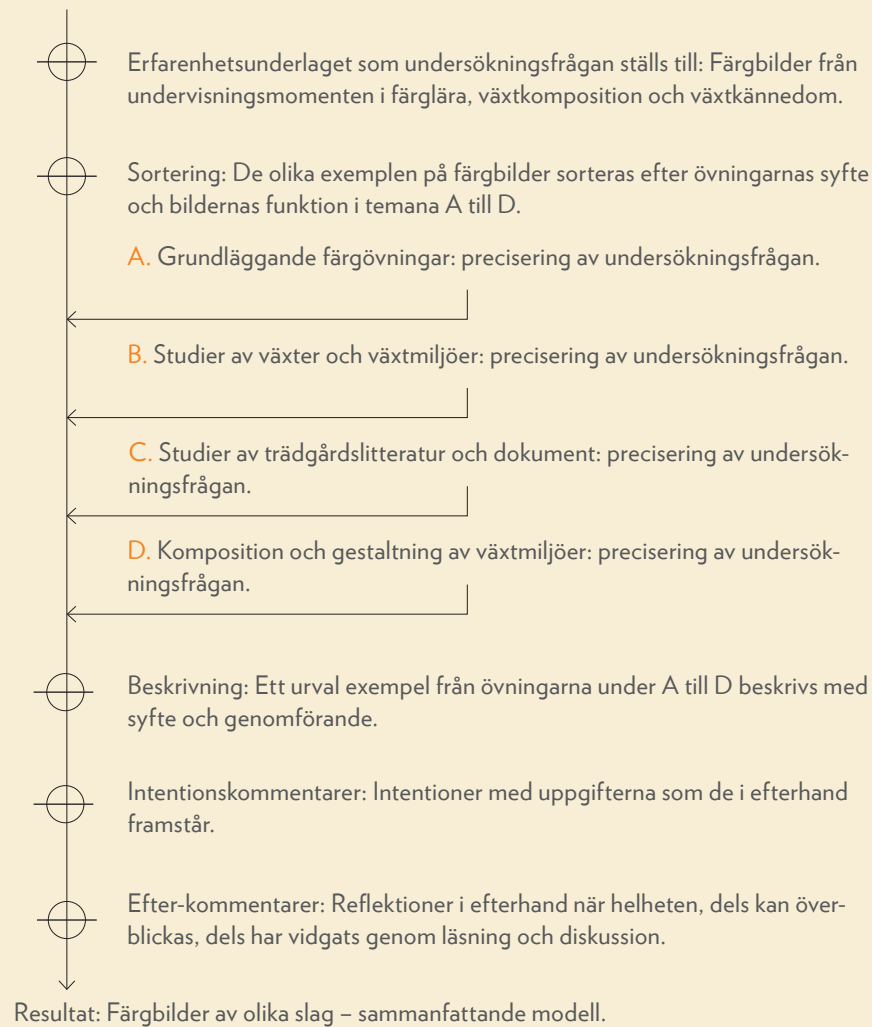 Erfarenhetsunderlaget som undersökningsfrågan ställs till: Färgbilder från
undervisningsmomenten i färglära, växtkomposition och växtkännedom.
Sortering: De olika exemplen på färgbilder sorteras efter övningarnas syfte
och bildernas funktion i temana A till D.
A. Grundläggande färgövningar: precisering av undersökningsfrågan.
B. Studier av växter och växtmiljöer: precisering av undersökningsfrågan.
C. Studier av trädgårdslitteratur och dokument: precisering av undersök-
ningsfrågan.
D. Komposition och gestaltning av växtmiljöer: precisering av undersök-
ningsfrågan.
Beskrivning: Ett urval exempel från övningarna under A till D beskrivs med
syfte och genomförande.
Intentionskommentarer: Intentioner med uppgifterna som de i efterhand
framstår.
Efter-kommentarer: Reflektioner i efterhand när helheten, dels kan över-
blickas, dels har vidgats genom läsning och diskussion.
Resultat: Färgbilder av olika slag – sammanfattande modell.